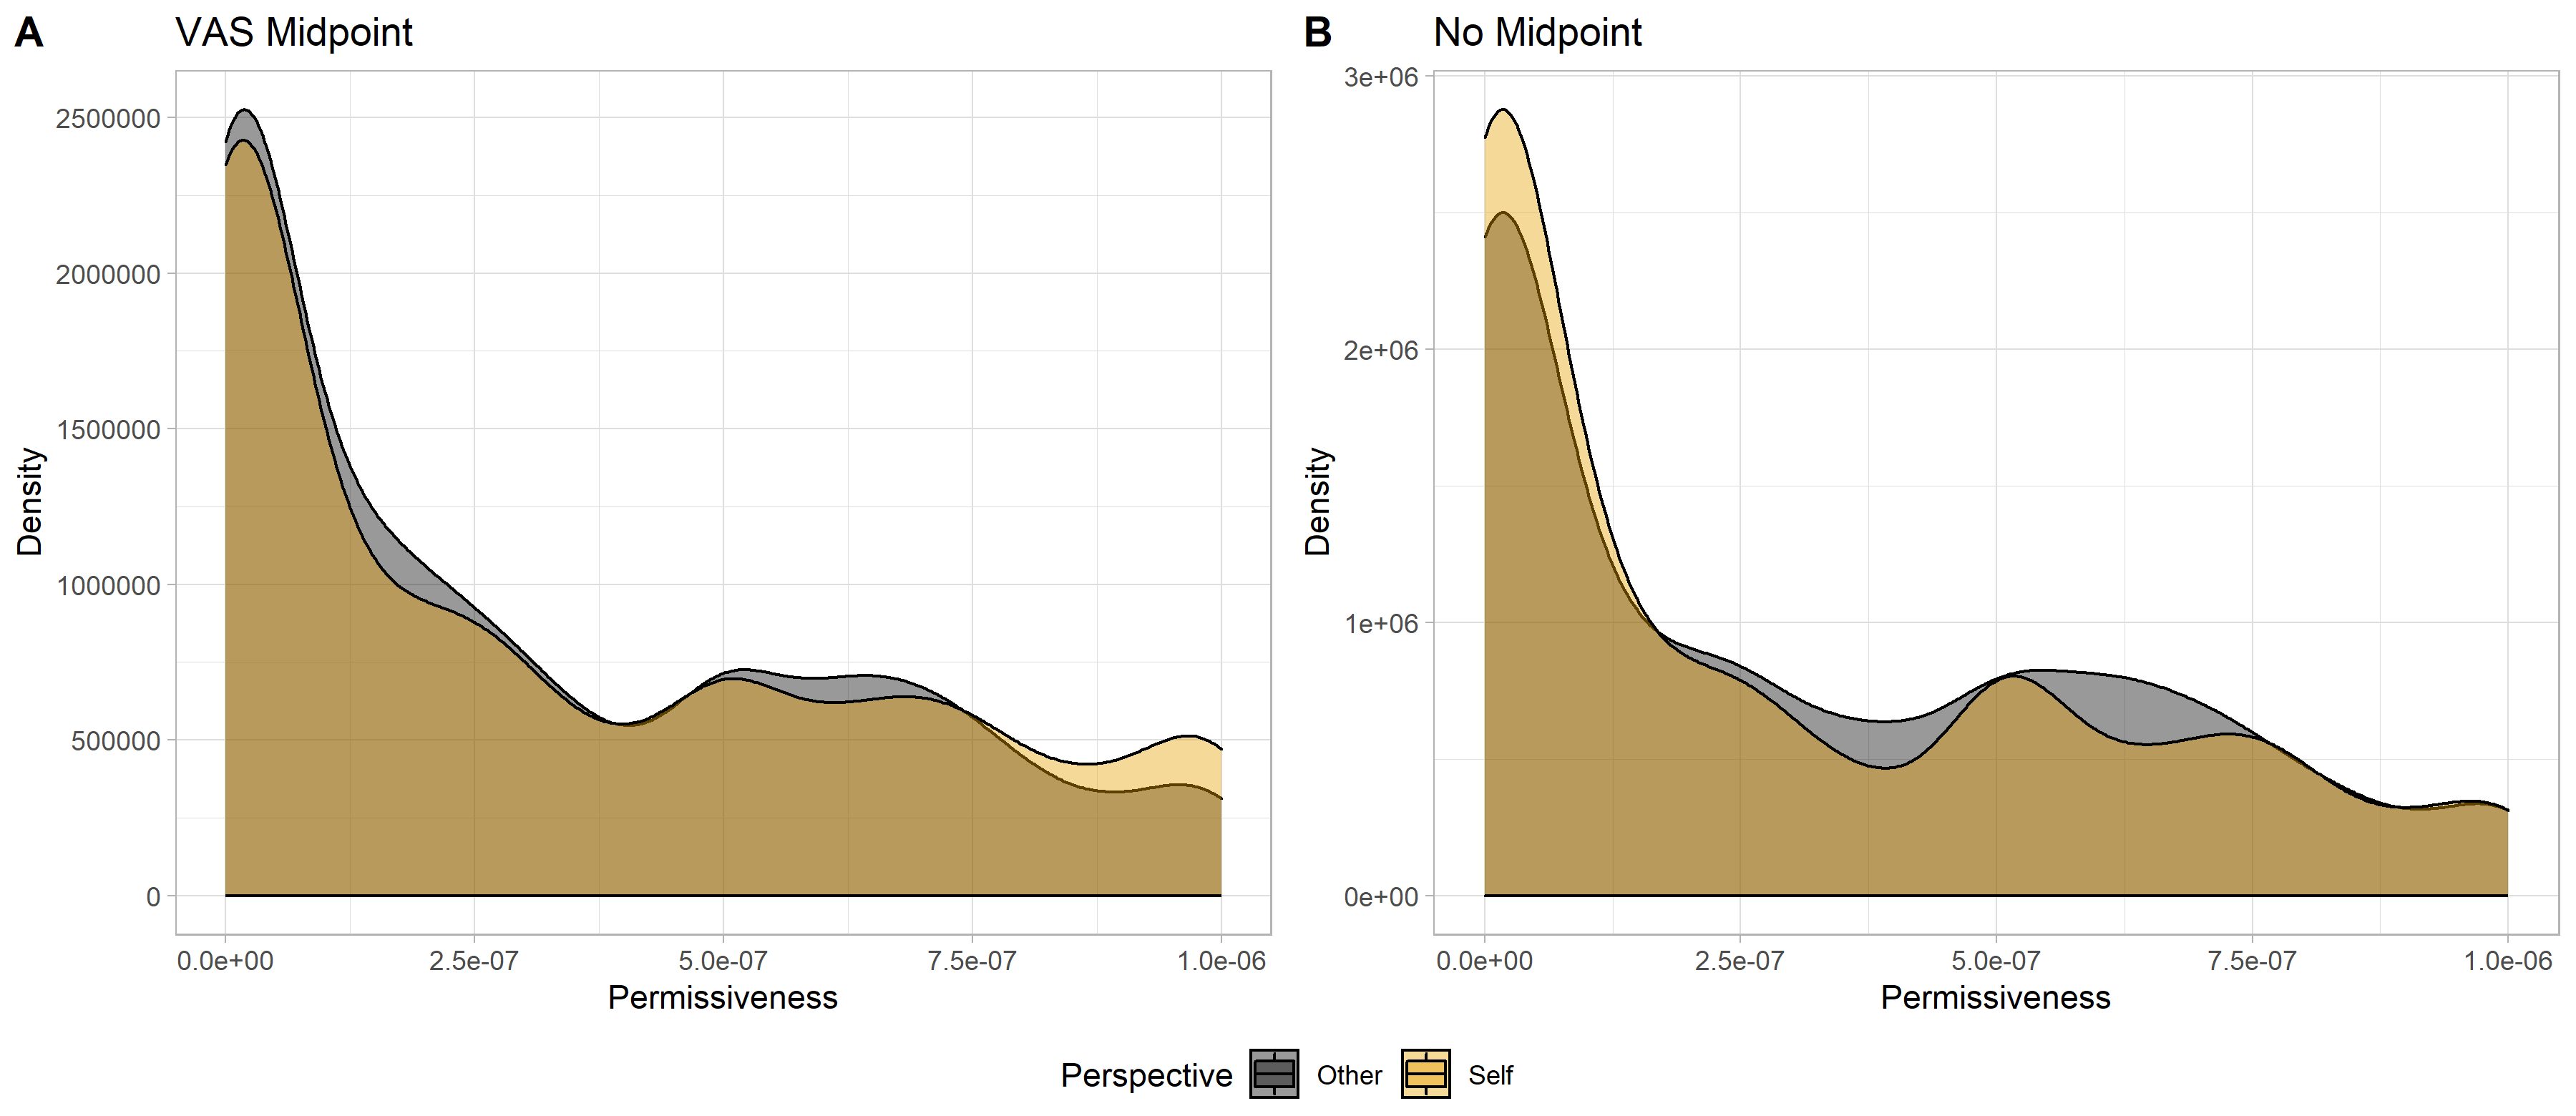 A VAS Midpoint
2500000
2000000
1500000
1000000
500000
0
Density
0.0e+00 2.5e-07 5.0e-07 7.5e-07 1.0e-06
Permissiveness
B No Midpoint
3e+06
2e+06
1e+06
0e+00
Density
0.0e+00 2.5e-07 5.0e-07 7.5e-07 1.0e-06
Permissiveness
Perspective Other Self